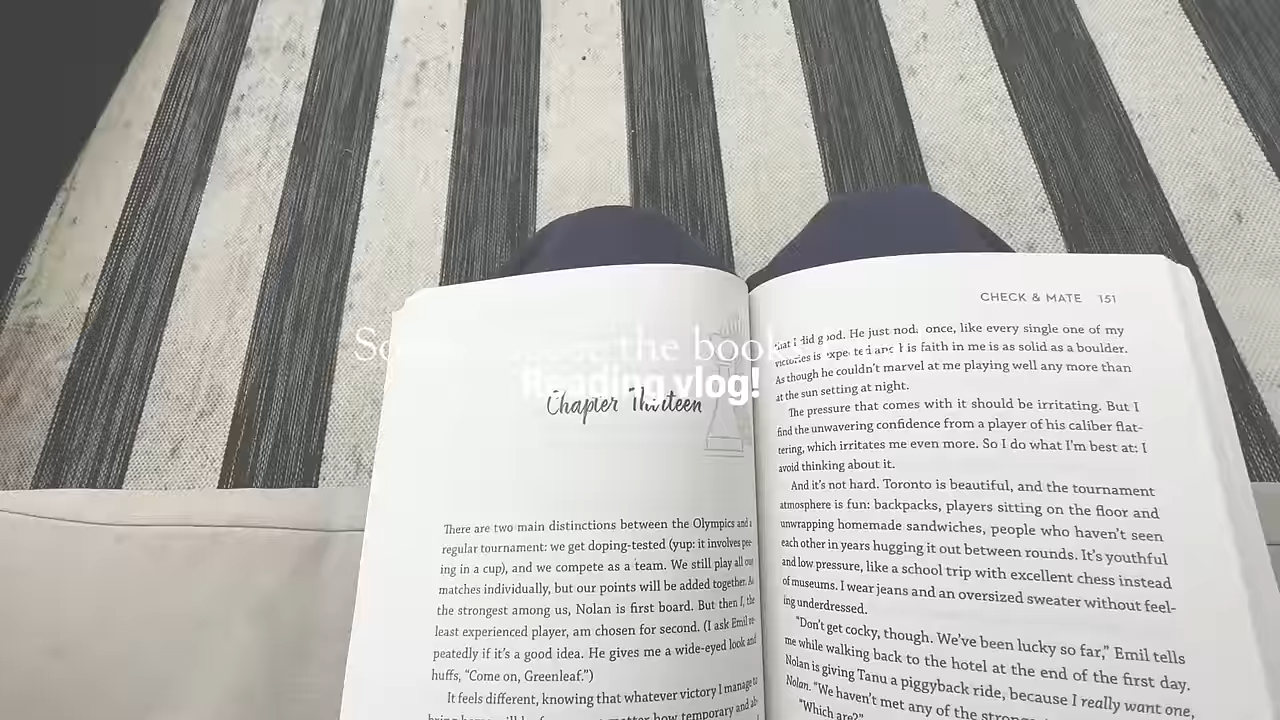 So the book
Reading vlog!
Chapter Thirteen
There are two main distinctions between the Olympics and a
regular tournament: we get doping-tested (yup: it involves pee-
ing in a cup), and we compete as a team. We still play all our
matches individually, but our points will be added together. As
the strongest among us, Nolan is first board. But then I, the
least experienced player, am chosen for second. (I ask Emil re-
peatedly if it's a good idea. He gives me a wide-eyed look and
huffs, "Come on, Greenleaf.")
It feels different, knowing that whatever victory I manage to
how temporary and
CHECK & MATE 151
that I did good. He just nods once, like every single one of my
victories is expected and his faith in me is as solid as a boulder.
As though he couldn't marvel at me playing well any more than
at the sun setting at night.
The pressure that comes with it should be irritating. But I
find the unwavering confidence from a player of his caliber flat-
tering, which irritates me even more. So I do what I'm best at: I
avoid thinking about it.
And it's not hard. Toronto is beautiful, and the tournament
atmosphere is fun: backpacks, players sitting on the floor and
unwrapping homemade sandwiches, people who haven't seen
each other in years hugging it out between rounds. It's youthful
and low pressure, like a school trip with excellent chess instead
of museums. I wear jeans and an oversized sweater without feel-
ing underdressed.
"Don't get cocky, though. We've been lucky so far," Emil tells
me while walking back to the hotel at the end of the first day.
Nolan is giving Tanu a piggyback ride, because I really want one,
Nolan. "We haven't met any of the
"Which are?"